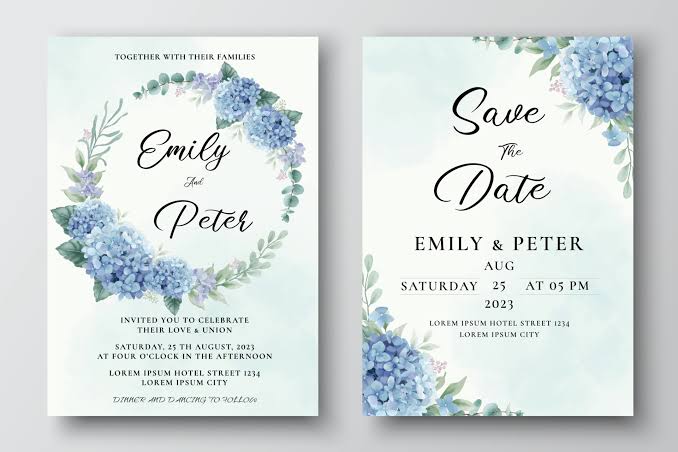 TOGETHER WITH THEIR FAMILIES
Emily
And
Peter
INVITED YOU TO CELEBRATE
THEIR LOVE & UNION
SATURDAY, 25 TH AUGUST, 2023
AT FOUR O'CLOCK IN THE AFTERNOON
LOREM IPSUM HOTEL STREET 1234
LOREM IPSUM CITY
DINNER AND DANCING TO FOLLOW
Save
The
Date
EMILY & PETER
AUG
SATURDAY 25 AT 05 PM
2023
LOREM IPSUM HOTEL STREET 1234
LOREM IPSUM CITY